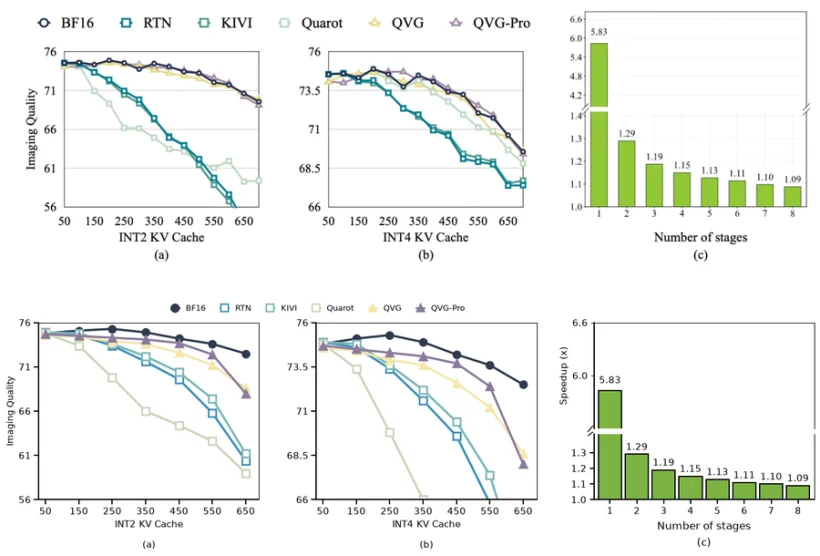 BF16 RTN KIVI Quarot QVG QVG-Pro
76
71
66
61
56
Imaging Quality
50 150 250 350 450 550 650
INT2 KV Cache
(a)
76
73.5
71
68.5
66
50 150 250 350 450 550 650
INT4 KV Cache
(b)
6.6
5.4
4.8
4.2
1.4
1.3
1.2
1.1
1.0
5.83
1.29
1.19
1.15
1.13
1.11
1.10
1.09
1 2 3 4 5 6 7 8
Number of stages
(c)
BF16 RTN KIVI Quarot QVG QVG-Pro
76
71
66
61
56
Imaging Quality
50 150 250 350 450 550 650
INT2 KV Cache
(a)
76
73.5
71
68.5
66
50 150 250 350 450 550 650
INT4 KV Cache
(b)
6.6
6.0
1.3
1.2
1.1
1.0
Speedup (x)
5.83
1.29
1.19
1.15
1.13
1.11
1.10
1.09
1 2 3 4 5 6 7 8
Number of stages
(c)